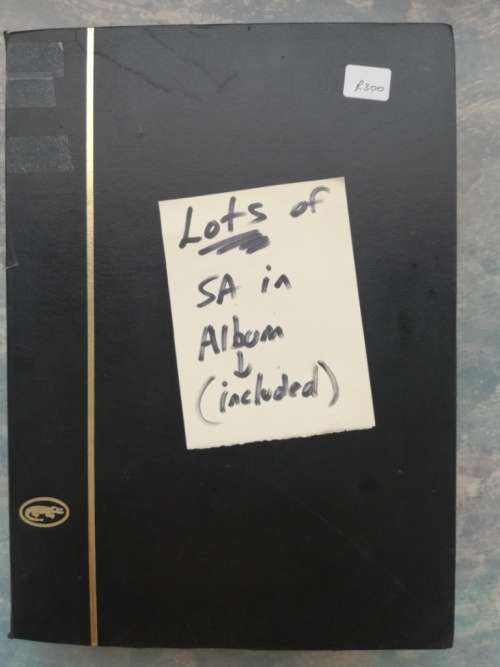 R300
Lots of
SA in
Album
(included)